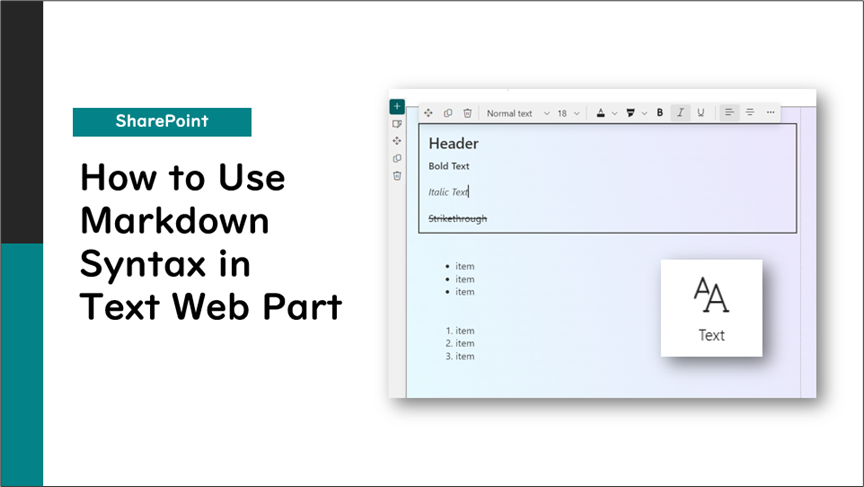 SharePoint
How to Use
Markdown
Syntax in
Text Web Part
Normal text 18 A B I U
Header
Bold Text
Italic Text
Strikethrough
• item
• item
• item
1. item
2. item
3. item
AA
Text